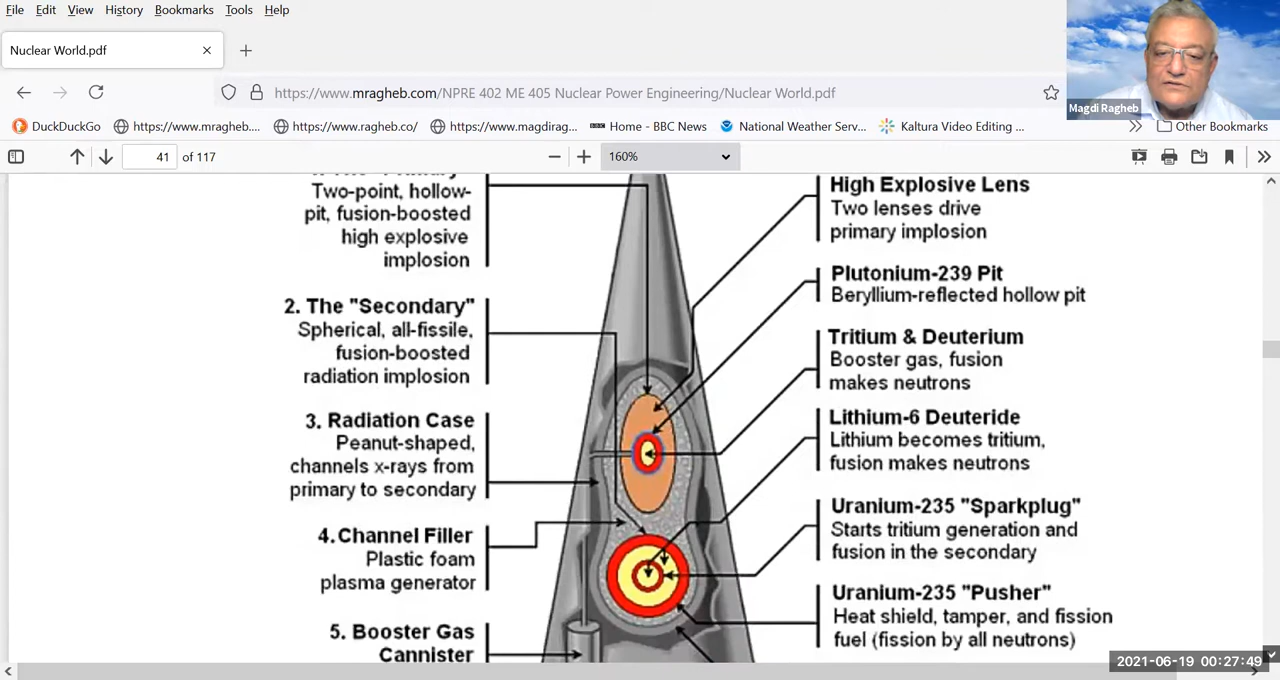 File Edit View History Bookmarks Tools Help
Nuclear World.pdf
https://www.mragheb.com/NPRE 402 ME 405 Nuclear Power Engineering/Nuclear World.pdf
Magdi Ragheb
DuckDuckGo https://www.mragheb.... https://www.ragheb.co/ https://www.magdirag... BBC Home - BBC News National Weather Serv... Kaltura Video Editing ... Other Bookmarks
41 of 117 160%
Two-point, hollow-
pit, fusion-boosted
high explosive
implosion
2. The "Secondary"
Spherical, all-fissile,
fusion-boosted
radiation implosion
3. Radiation Case
Peanut-shaped,
channels x-rays from
primary to secondary
4. Channel Filler
Plastic foam
plasma generator
5. Booster Gas
Cannister
High Explosive Lens
Two lenses drive
primary implosion
Plutonium-239 Pit
Beryllium-reflected hollow pit
Tritium & Deuterium
Booster gas, fusion
makes neutrons
Lithium-6 Deuteride
Lithium becomes tritium,
fusion makes neutrons
Uranium-235 "Sparkplug"
Starts tritium generation and
fusion in the secondary
Uranium-235 "Pusher"
Heat shield, tamper, and fission
fuel (fission by all neutrons)
2021-06-19 00:27:49